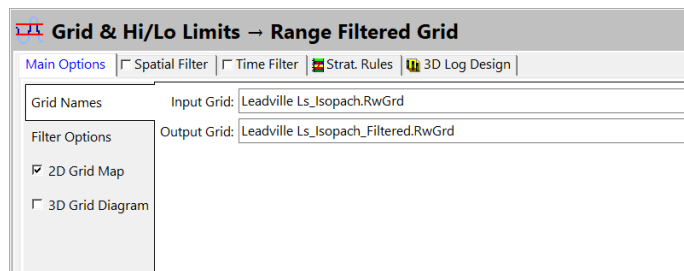 Grid & Hi/Lo Limits → Range Filtered Grid
Main Options Spatial Filter Time Filter Strat. Rules 3D Log Design
Grid Names
Input Grid: Leadville Ls_Isopach.RwGrd
Output Grid: Leadville Ls_Isopach_Filtered.RwGrd
Filter Options
2D Grid Map
3D Grid Diagram